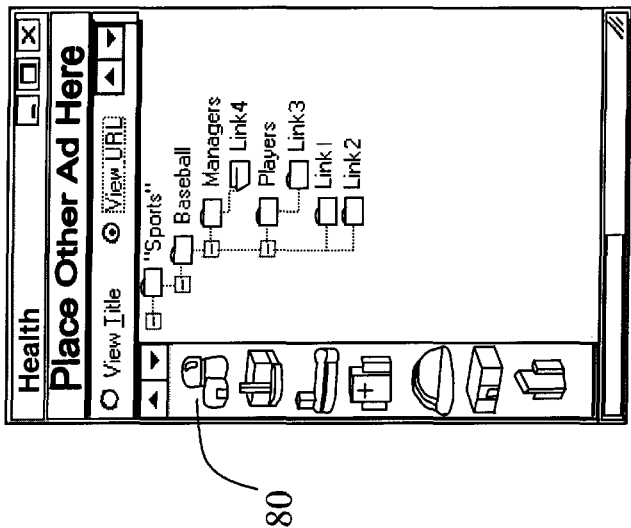 Health
Place Other Ad Here
View Title View URL
"Sports"
Baseball
Managers
Link4
Players
Link3
Link1
Link2
80